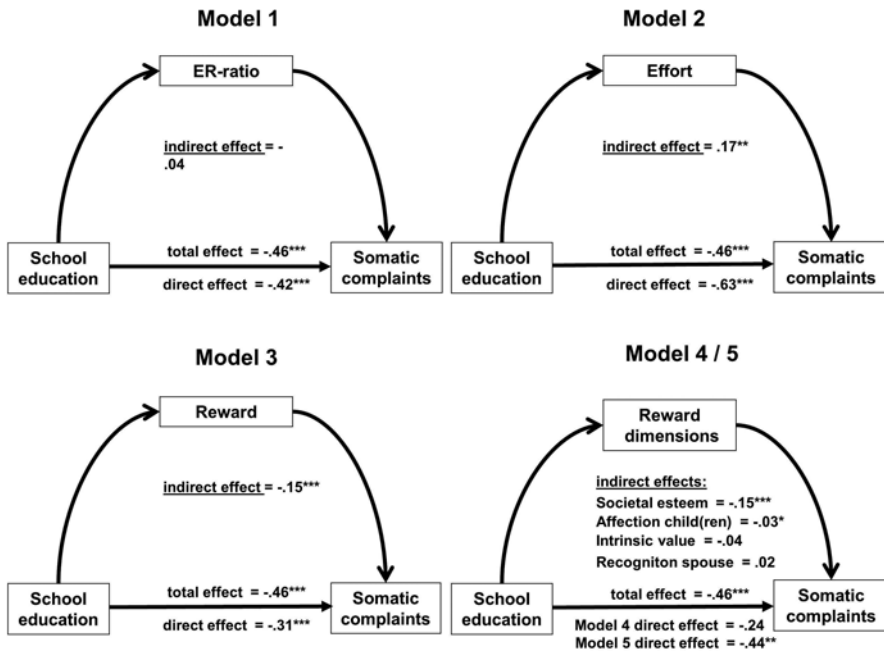 Model 1
ER-ratio
indirect effect = -
.04
School
education
total effect = -.46***
direct effect = -.42***
Somatic
complaints
Model 2
Effort
indirect effect = .17**
School
education
total effect = -.46***
direct effect = -.63***
Somatic
complaints
Model 3
Reward
indirect effect = -.15***
School
education
total effect = -.46***
direct effect = -.31***
Somatic
complaints
Model 4 / 5
Reward
dimensions
indirect effects:
Societal esteem = -.15***
Affection child(ren) = -.03*
Intrinsic value = -.04
Recogniton spouse = .02
School
education
total effect = -.46***
Model 4 direct effect = -.24
Model 5 direct effect = -.44**
Somatic
complaints